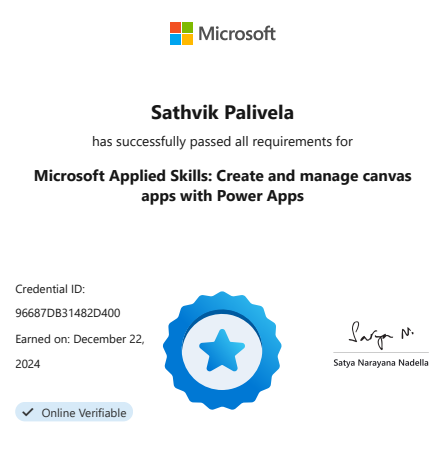 Microsoft
Sathvik Palivela
has successfully passed all requirements for
Microsoft Applied Skills: Create and manage canvas
apps with Power Apps
Credential ID:
96687DB31482D400
Earned on: December 22,
2024
Online Verifiable
Satya N.
Satya Narayana Nadella